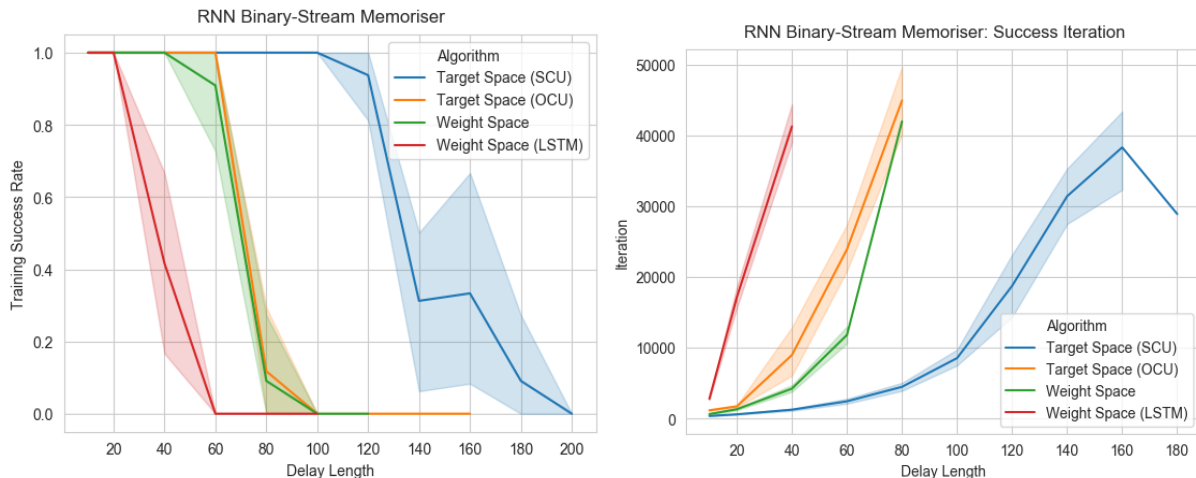 RNN Binary-Stream Memoriser
Training Success Rate
1.0
0.8
0.6
0.4
0.2
0.0
Algorithm
Target Space (SCU)
Target Space (OCU)
Weight Space
Weight Space (LSTM)
20 40 60 80 100 120 140 160 180 200
Delay Length
RNN Binary-Stream Memoriser: Success Iteration
Iteration
50000
40000
30000
20000
10000
0
Algorithm
Target Space (SCU)
Target Space (OCU)
Weight Space
Weight Space (LSTM)
20 40 60 80 100 120 140 160 180
Delay Length